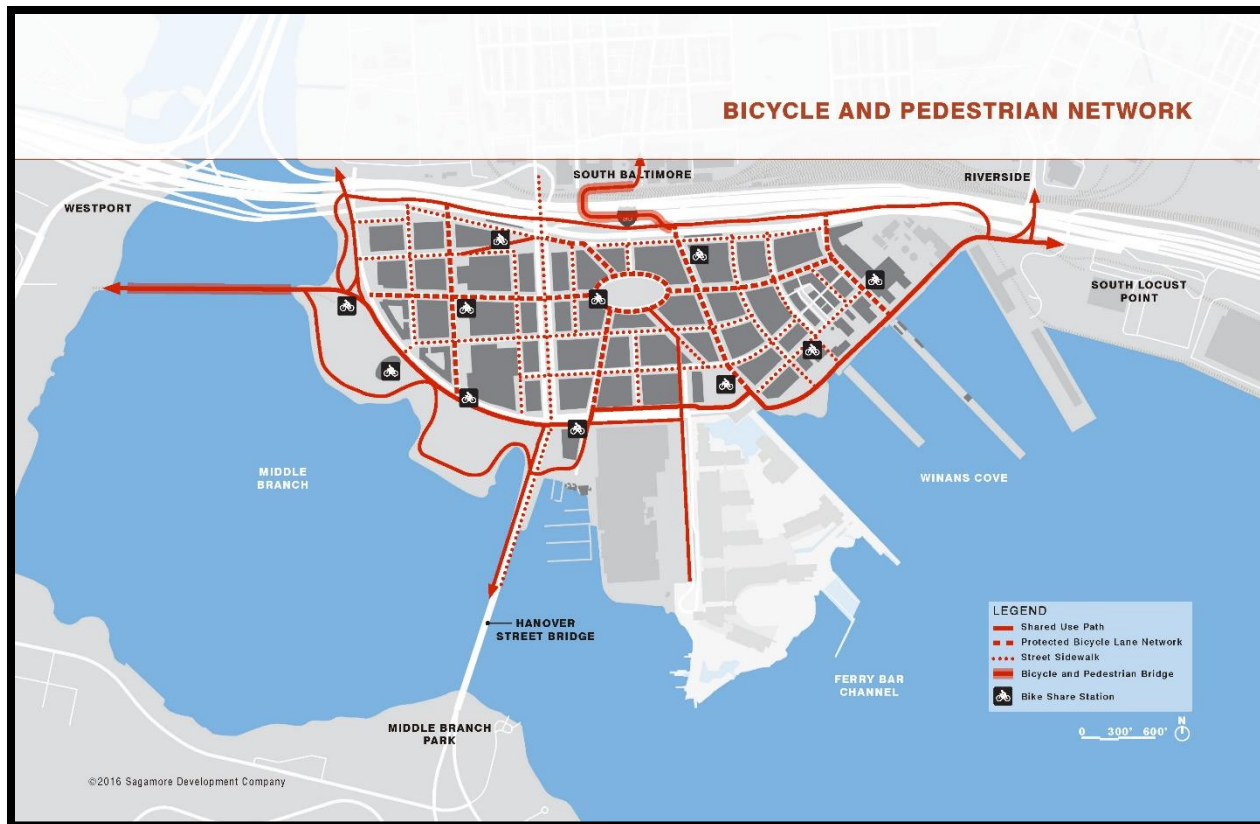 BICYCLE AND PEDESTRIAN NETWORK
SOUTH BALTIMORE
RIVERSIDE
WESTPORT
SOUTH LOCUST
POINT
MIDDLE
BRANCH
WINANS COVE
HANOVER
STREET BRIDGE
FERRY BAR
CHANNEL
MIDDLE BRANCH
PARK
LEGEND
Shared Use Path
Protected Bicycle Lane Network
Street Sidewalk
Bicycle and Pedestrian Bridge
Bike Share Station
0 300' 600'
N
©2016 Sagamore Development Company